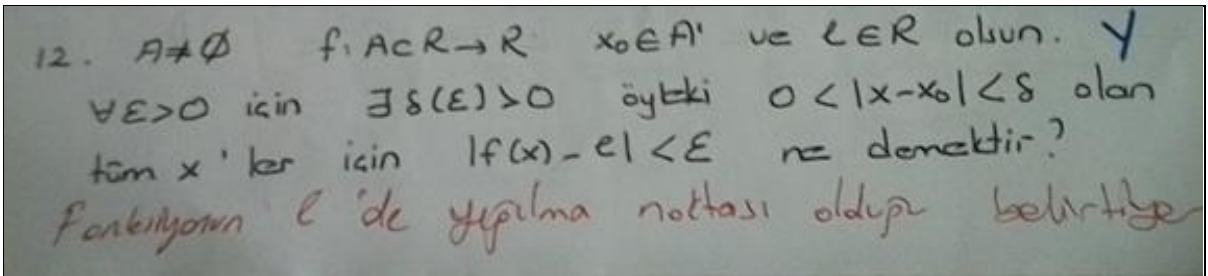 12. A≠∅ f: A⊂R→R x₀∈A' ve ℓ∈R olsun. Y
∀ε>0 için ∃δ(ε)>0 öyleki 0<|x-x₀|<δ olan
tüm x'ler için |f(x)-ℓ|<ε ne demektir?
Fonksiyonun ℓ'de yığılma noktası olduğu belirtiliyor